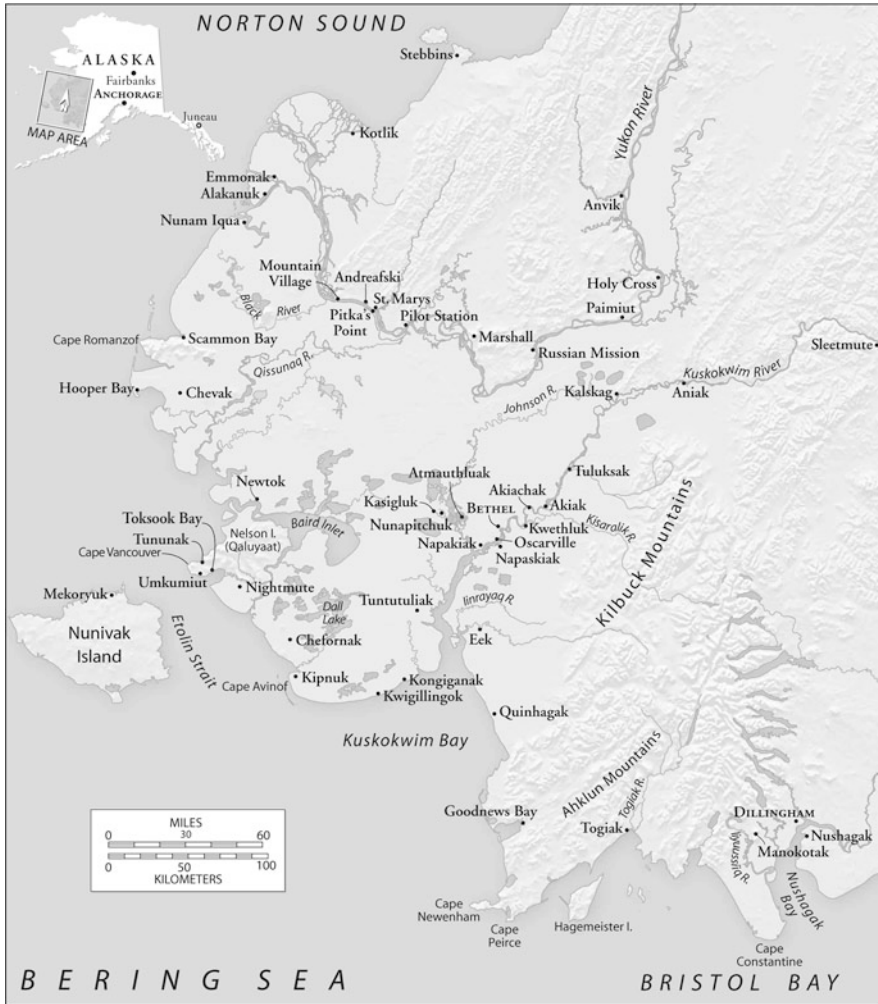 NORTON SOUND
ALASKA
Fairbanks
ANCHORAGE
Juneau
MAP AREA
Stebbins
Kotlik
Yukon River
Emmonak
Alakanuk
Nunam Iqua
Anvik
Mountain
Village
Andreafski
St. Marys
Pitka's
Point
Pilot Station
Black
River
Holy Cross
Paimiut
Cape Romanzof
Scammon Bay
Marshall
Russian Mission
Sleetmute
Qissunaq R.
Kuskokwim River
Hooper Bay
Chevak
Johnson R.
Kalskag
Aniak
Newtok
Atmauthluak
Tuluksak
Kasigluk
Akiachak
Akiak
Toksook Bay
Baird Inlet
Nunapitchuk
BETHEL
Kwethluk
Kisaralik R.
Tununak
Nelson I.
(Qaluyaat)
Oscarville
Cape Vancouver
Napakiak
Napaskiak
Kilbuck Mountains
Umkumiut
Nightmute
Mekoryuk
Dall
Lake
Tuntutuliak
Iinrayaq R.
Nunivak
Island
Etolin Strait
Chefornak
Eek
Cape Avinof
Kipnuk
Kongiganak
Kwigillingok
Quinhagak
Kuskokwim Bay
Ahklun Mountains
MILES
0 30 60
0 50 100
KILOMETERS
Goodnews Bay
Togiak R.
Togiak
DILLINGHAM
Nushagak
Manokotak
Nushagak
Bay
Cape
Newenham
Cape
Peirce
Hagemeister I.
Cape
Constantine
BERING SEA
BRISTOL BAY